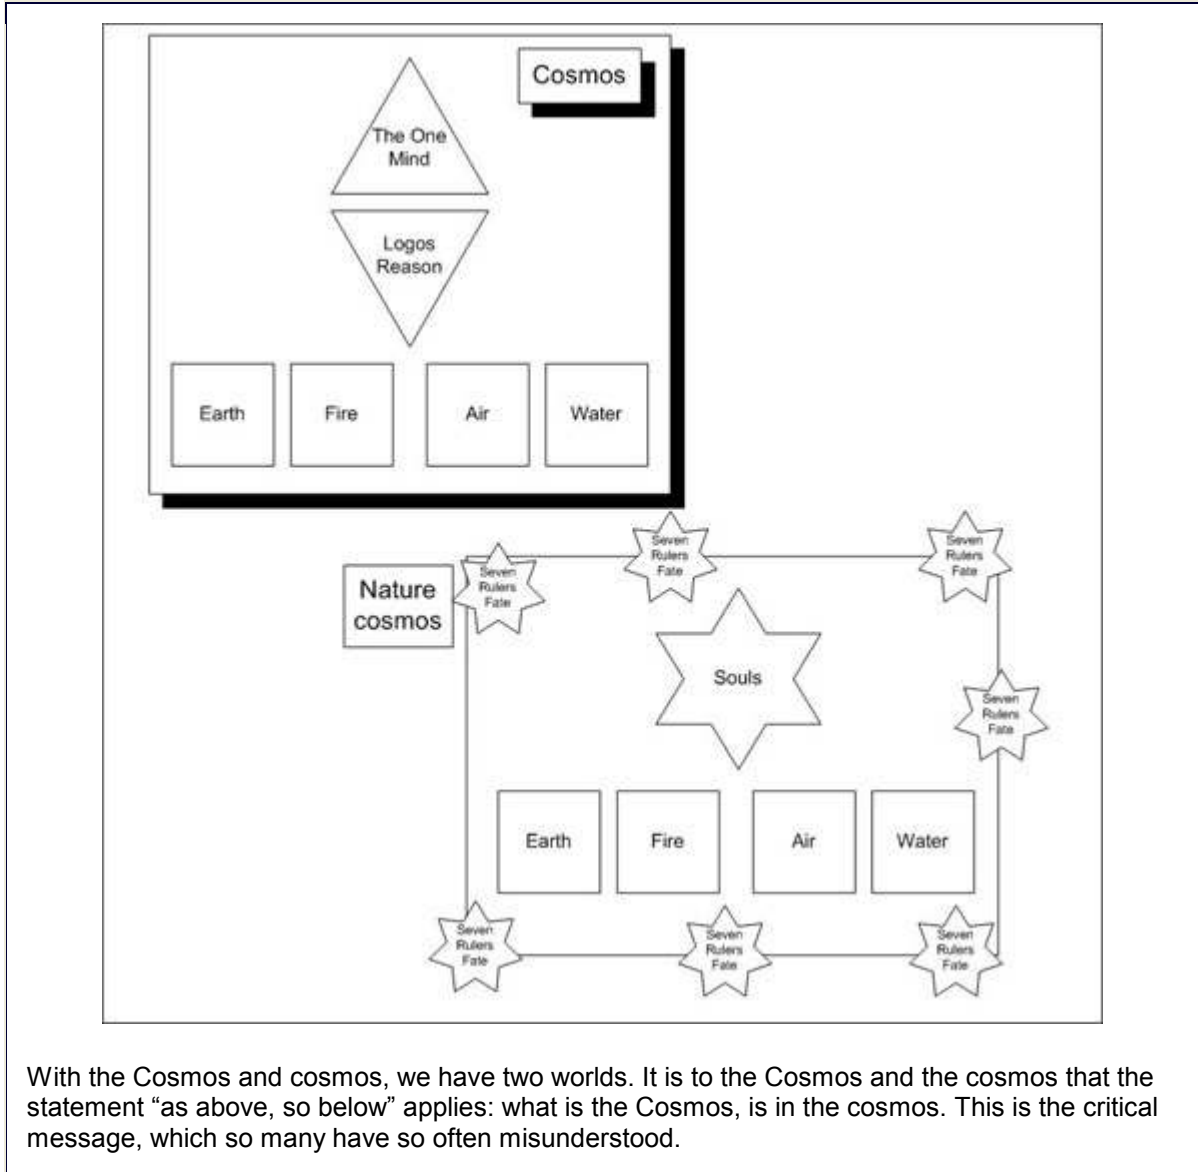 Cosmos
The One
Mind
Logos
Reason
Earth
Fire
Air
Water
Seven
Rulers
Fate
Seven
Rulers
Fate
Seven
Rulers
Fate
Nature
cosmos
Souls
Seven
Rulers
Fate
Earth
Fire
Air
Water
Seven
Rulers
Fate
Seven
Rulers
Fate
Seven
Rulers
Fate
With the Cosmos and cosmos, we have two worlds. It is to the Cosmos and the cosmos that the
statement “as above, so below” applies: what is the Cosmos, is in the cosmos. This is the critical
message, which so many have so often misunderstood.